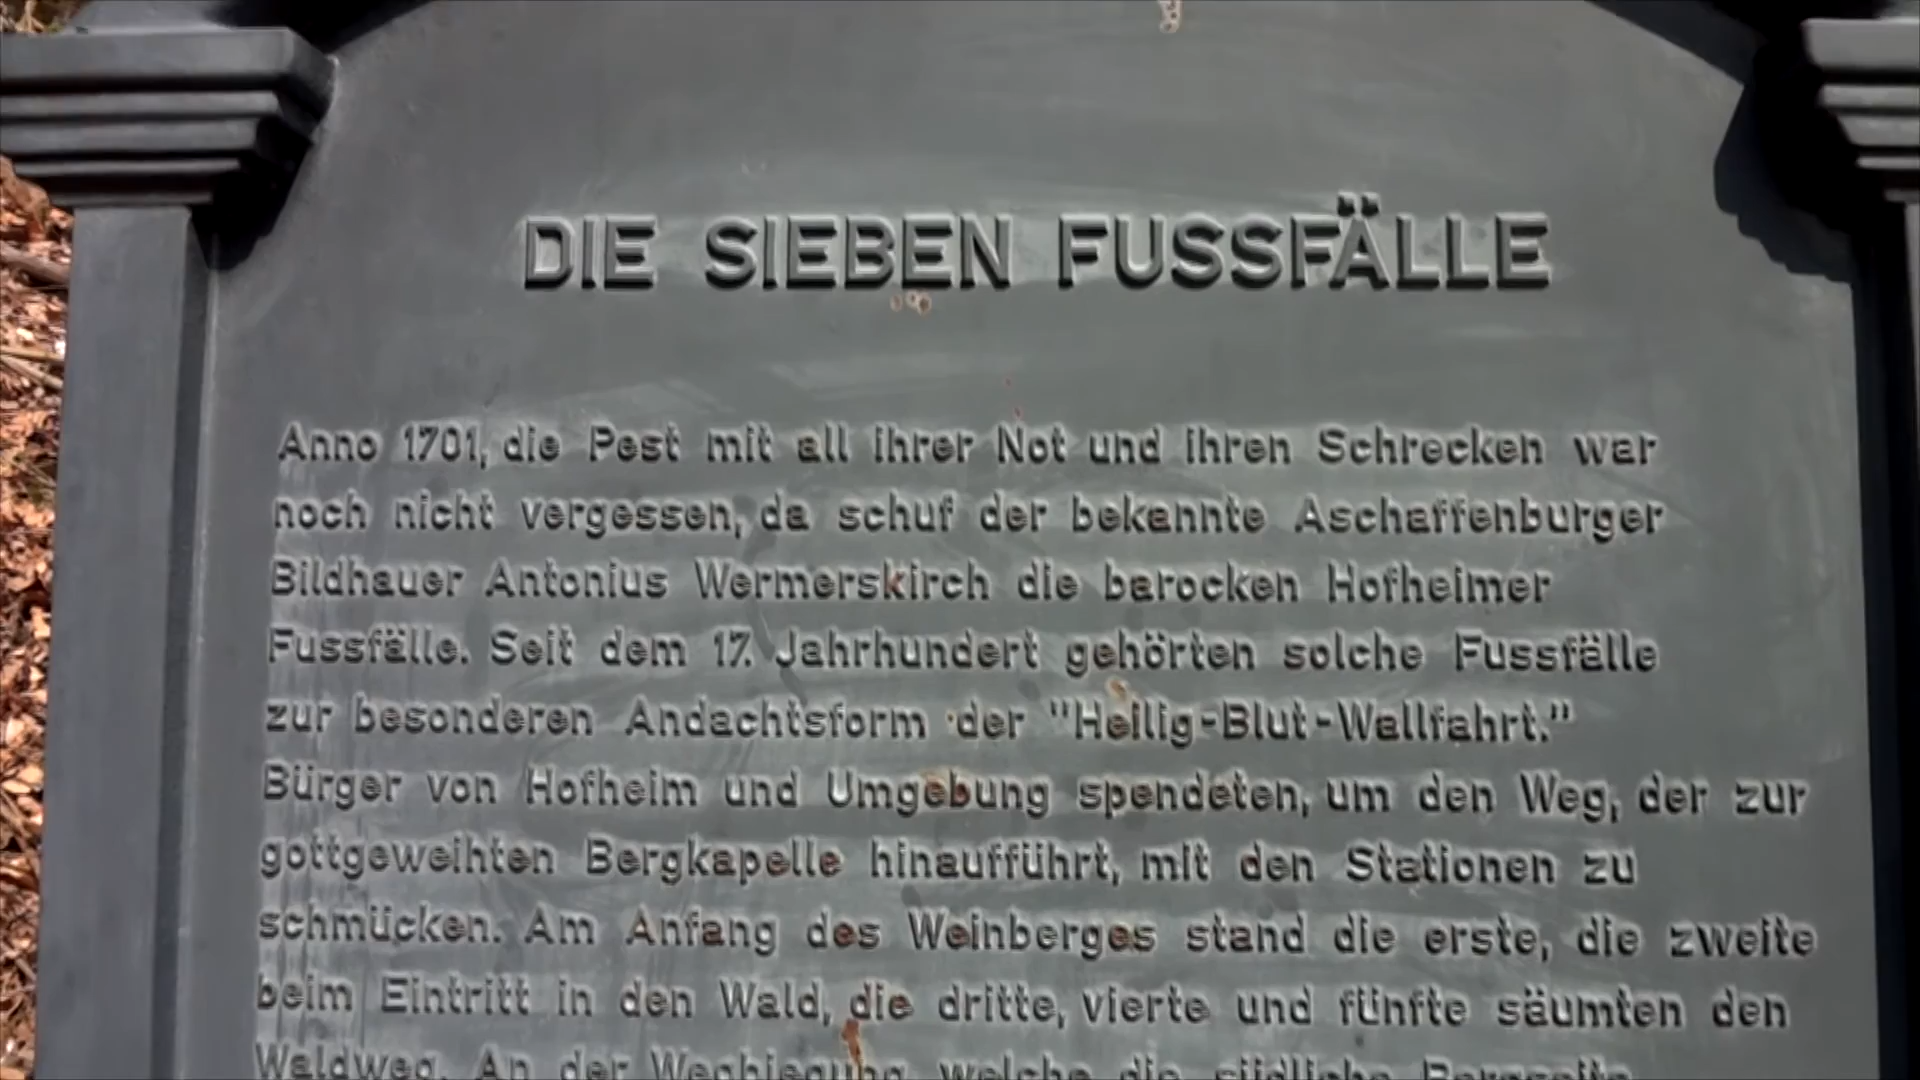 DIE SIEBEN FUSSFÄLLE
Anno 1701, die Pest mit all ihrer Not und ihren Schrecken war
noch nicht vergessen, da schuf der bekannte Aschaffenburger
Bildhauer Antonius Wermerskirch die barocken Hofheimer
Fussfälle. Seit dem 17. Jahrhundert gehörten solche Fussfälle
zur besonderen Andachtsform der "Heilig-Blut-Wallfahrt."
Bürger von Hofheim und Umgebung spendeten, um den Weg, der zur
gottgeweihten Bergkapelle hinaufführt, mit den Stationen zu
schmücken. Am Anfang des Weinberges stand die erste, die zweite
beim Eintritt in den Wald, die dritte, vierte und fünfte säumten den
Waldweg. An der Wegbiegung, welche die südliche Bergseite